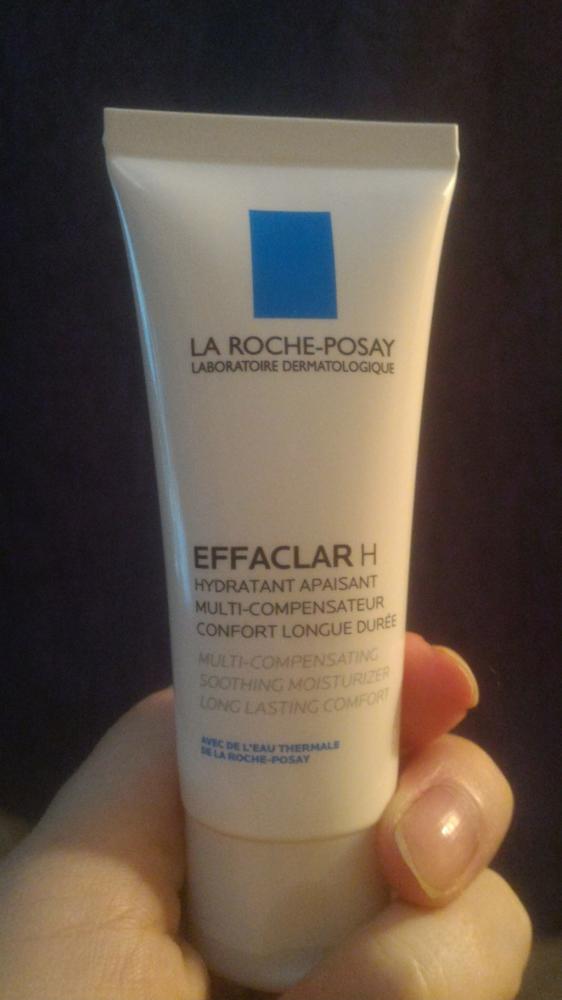 LA ROCHE-POSAY
LABORATOIRE DERMATOLOGIQUE
EFFACLAR H
HYDRATANT APAISANT
MULTI-COMPENSATEUR
CONFORT LONGUE DURÉE
MULTI-COMPENSATING
SOOTHING MOISTURIZER
LONG LASTING COMFORT
AVEC DE L'EAU THERMALE
DE LA ROCHE-POSAY